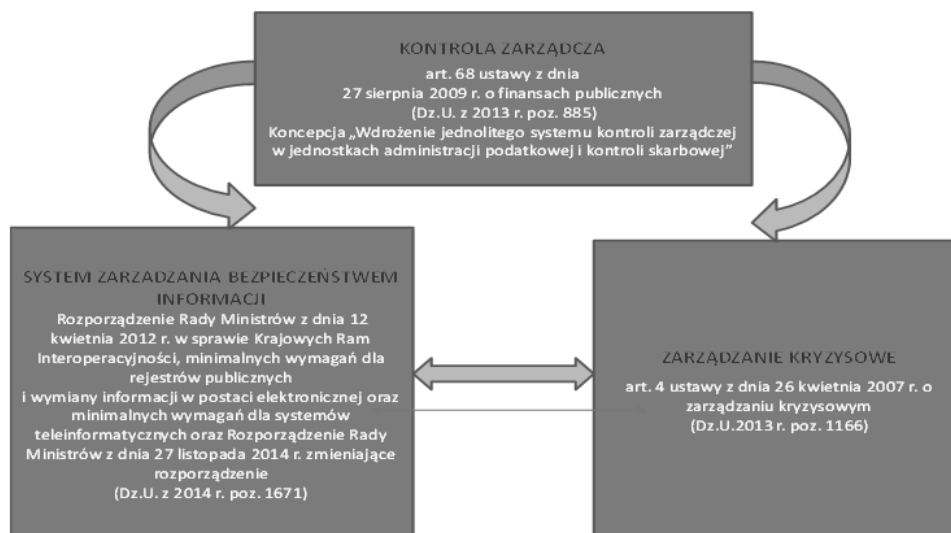 KONTROLA ZARZĄDCZA
art. 68 ustawy z dnia
27 sierpnia 2009 r. o finansach publicznych
(Dz.U. z 2013 r. poz. 885)
Koncepcja „Wdrożenie jednolitego systemu kontroli zarządczej
w jednostkach administracji podatkowej i kontroli skarbowej”
SYSTEM ZARZADZANIA BEZPIECZEŃSTWEM
INFORMACJI
Rozporządzenie Rady Ministrów z dnia 12
kwietnia 2012 r. w sprawie Krajowych Ram
Interoperacyjności, minimalnych wymagań dla
rejestrów publicznych
i wymiany informacji w postaci elektronicznej oraz
minimalnych wymagań dla systemów
teleinformatycznych oraz Rozporządzenie Rady
Ministrów z dnia 27 listopada 2014 r. zmieniające
rozporządzenie
(Dz.U. z 2014 r. poz. 1671)
ZARZĄDZANIE KRYZYSOWE
art. 4 ustawy z dnia 26 kwietnia 2007 r. o
zarządzaniu kryzysowym
(Dz.U.2013 r. poz. 1166)